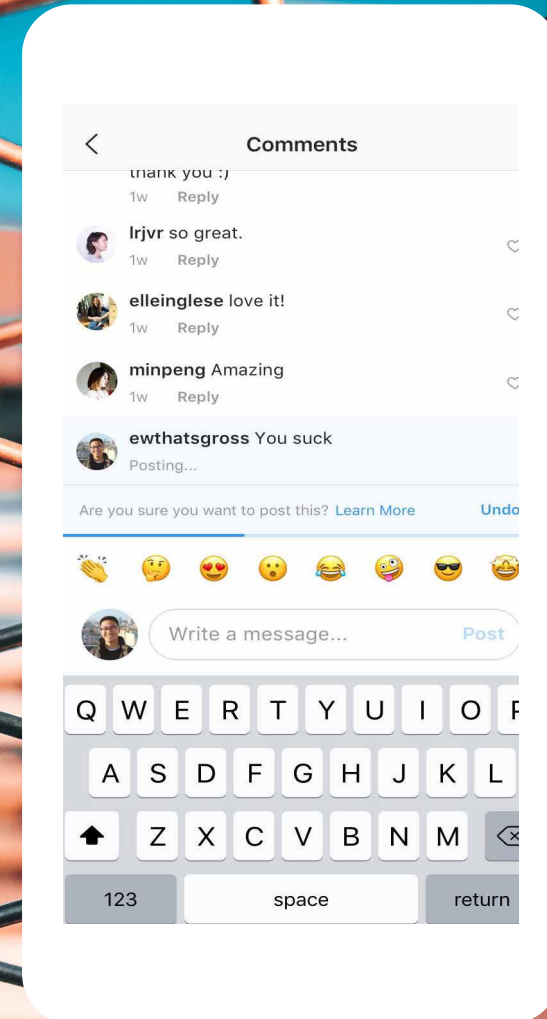 Comments
thank you :)
1w Reply
lrjvr so great.
1w Reply
elleinglese love it!
1w Reply
minpeng Amazing
1w Reply
ewthatsgross You suck
Posting...
Are you sure you want to post this? Learn More Undo
Write a message... Post
Q W E R T Y U I O P
A S D F G H J K L
Z X C V B N M
123 space return